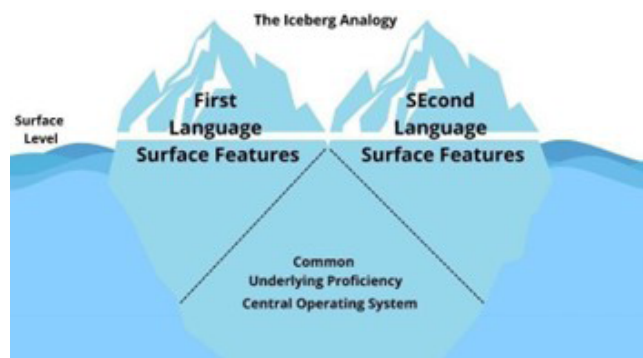 The Iceberg Analogy
First
Language
Surface Features
SEcond
Language
Surface Features
Surface
Level
Common
Underlying Proficiency
Central Operating System